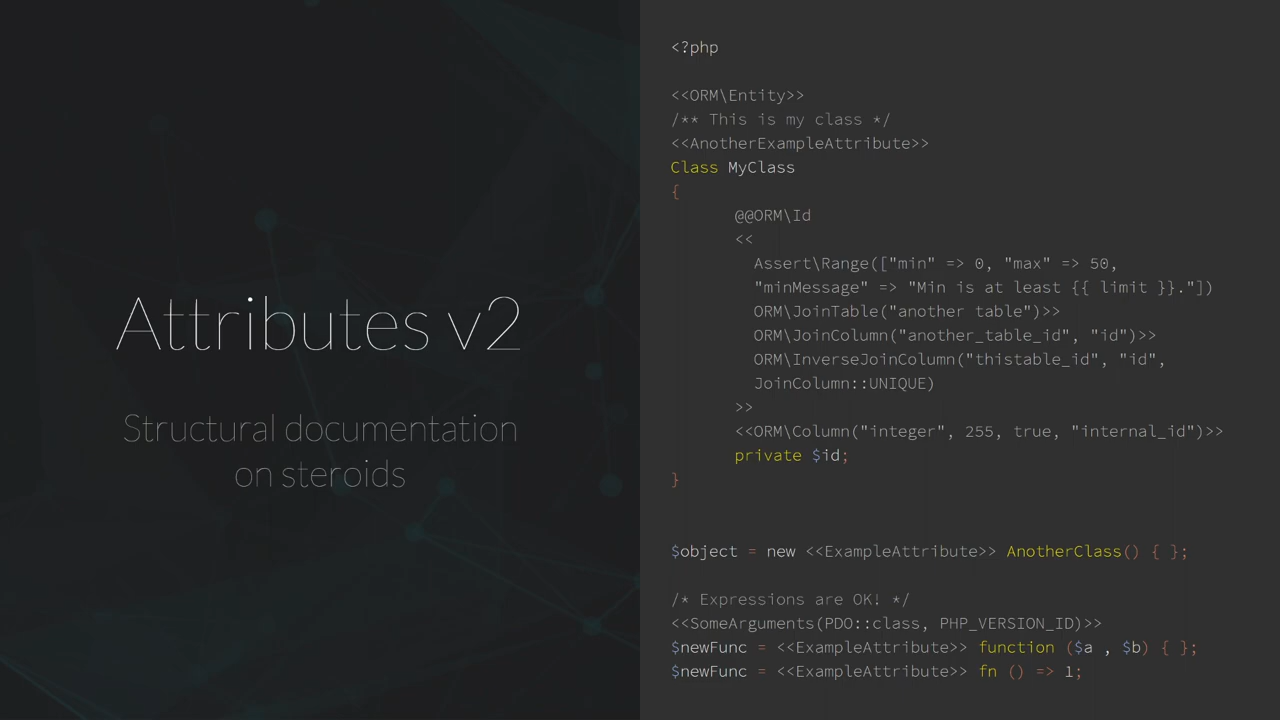 Attributes v2
Structural documentation
on steroids
<?php
<<ORM\Entity>>
/** This is my class */
<<AnotherExampleAttribute>>
Class MyClass
{
@@ORM\Id
<<
Assert\Range(["min" => 0, "max" => 50,
"minMessage" => "Min is at least {{ limit }}."])
ORM\JoinTable("another table")>>
ORM\JoinColumn("another_table_id", "id")>>
ORM\InverseJoinColumn("thistable_id", "id",
JoinColumn::UNIQUE)
>>
<<ORM\Column("integer", 255, true, "internal_id")>>
private $id;
}
$object = new <<ExampleAttribute>> AnotherClass() { };
/* Expressions are OK! */
<<SomeArguments(PDO::class, PHP_VERSION_ID)>>
$newFunc = <<ExampleAttribute>> function ($a , $b) { };
$newFunc = <<ExampleAttribute>> fn () => 1;